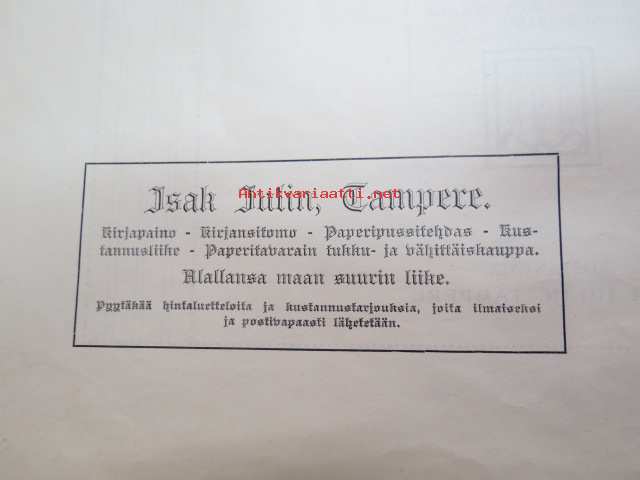 Isak Julin, Tampere.
Antikvariaatti.net
Kirjapaino - Kirjansitomo - Paperipussitehdas - Kus-
tannusliike - Paperitavarain tukku- ja vähittäiskauppa.
Alallansa maan suurin liike.
Pyytäkää hintaluetteloita ja kustannustarjouksia, joita ilmaiseksi
ja postivapaasti lähetetään.